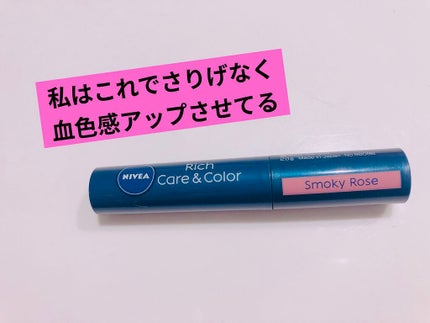 私はこれでさりげなく
血色感アップさせてる
NIVEA
Rich
Care & Color
Smoky Rose